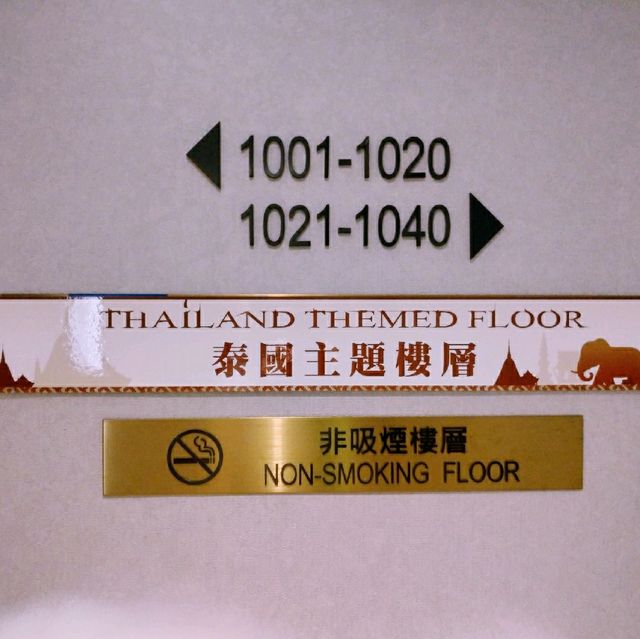 1001-1020
1021-1040
THAILAND THEMED FLOOR
泰國主題樓層
非吸煙樓層
NON-SMOKING FLOOR